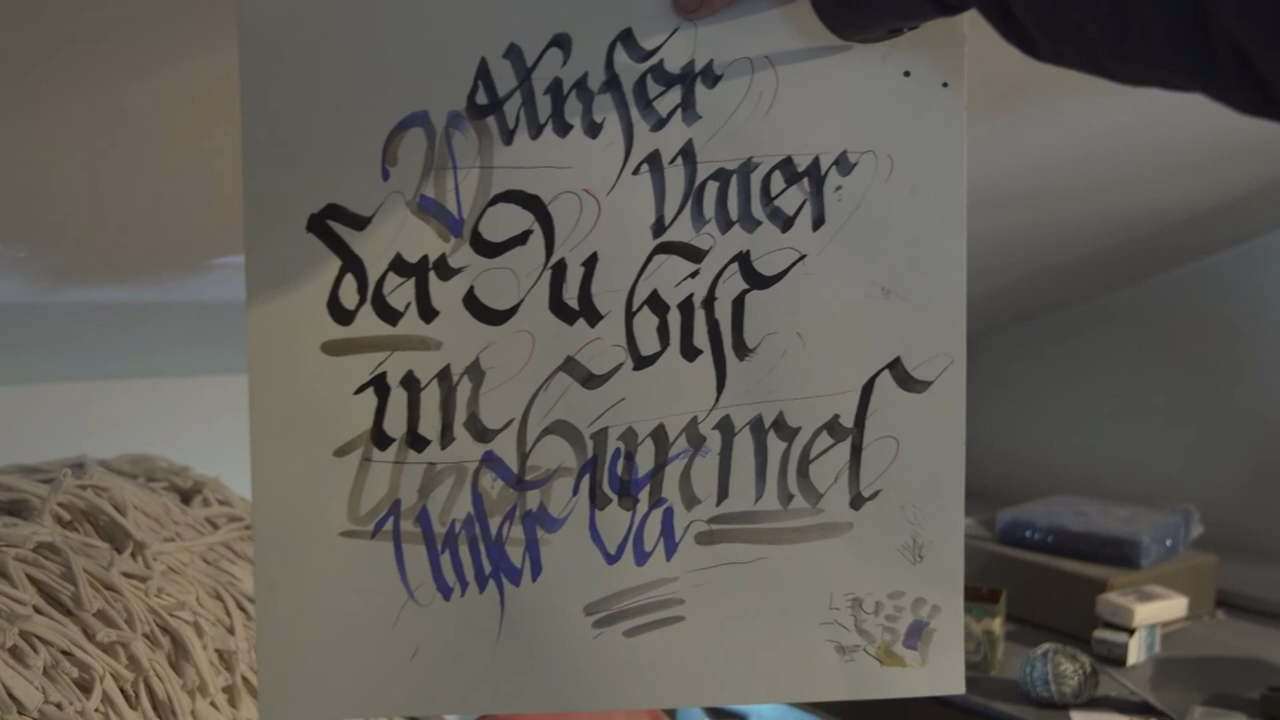 Unser
Vater
der Du bist
im Himmel
Unser Va